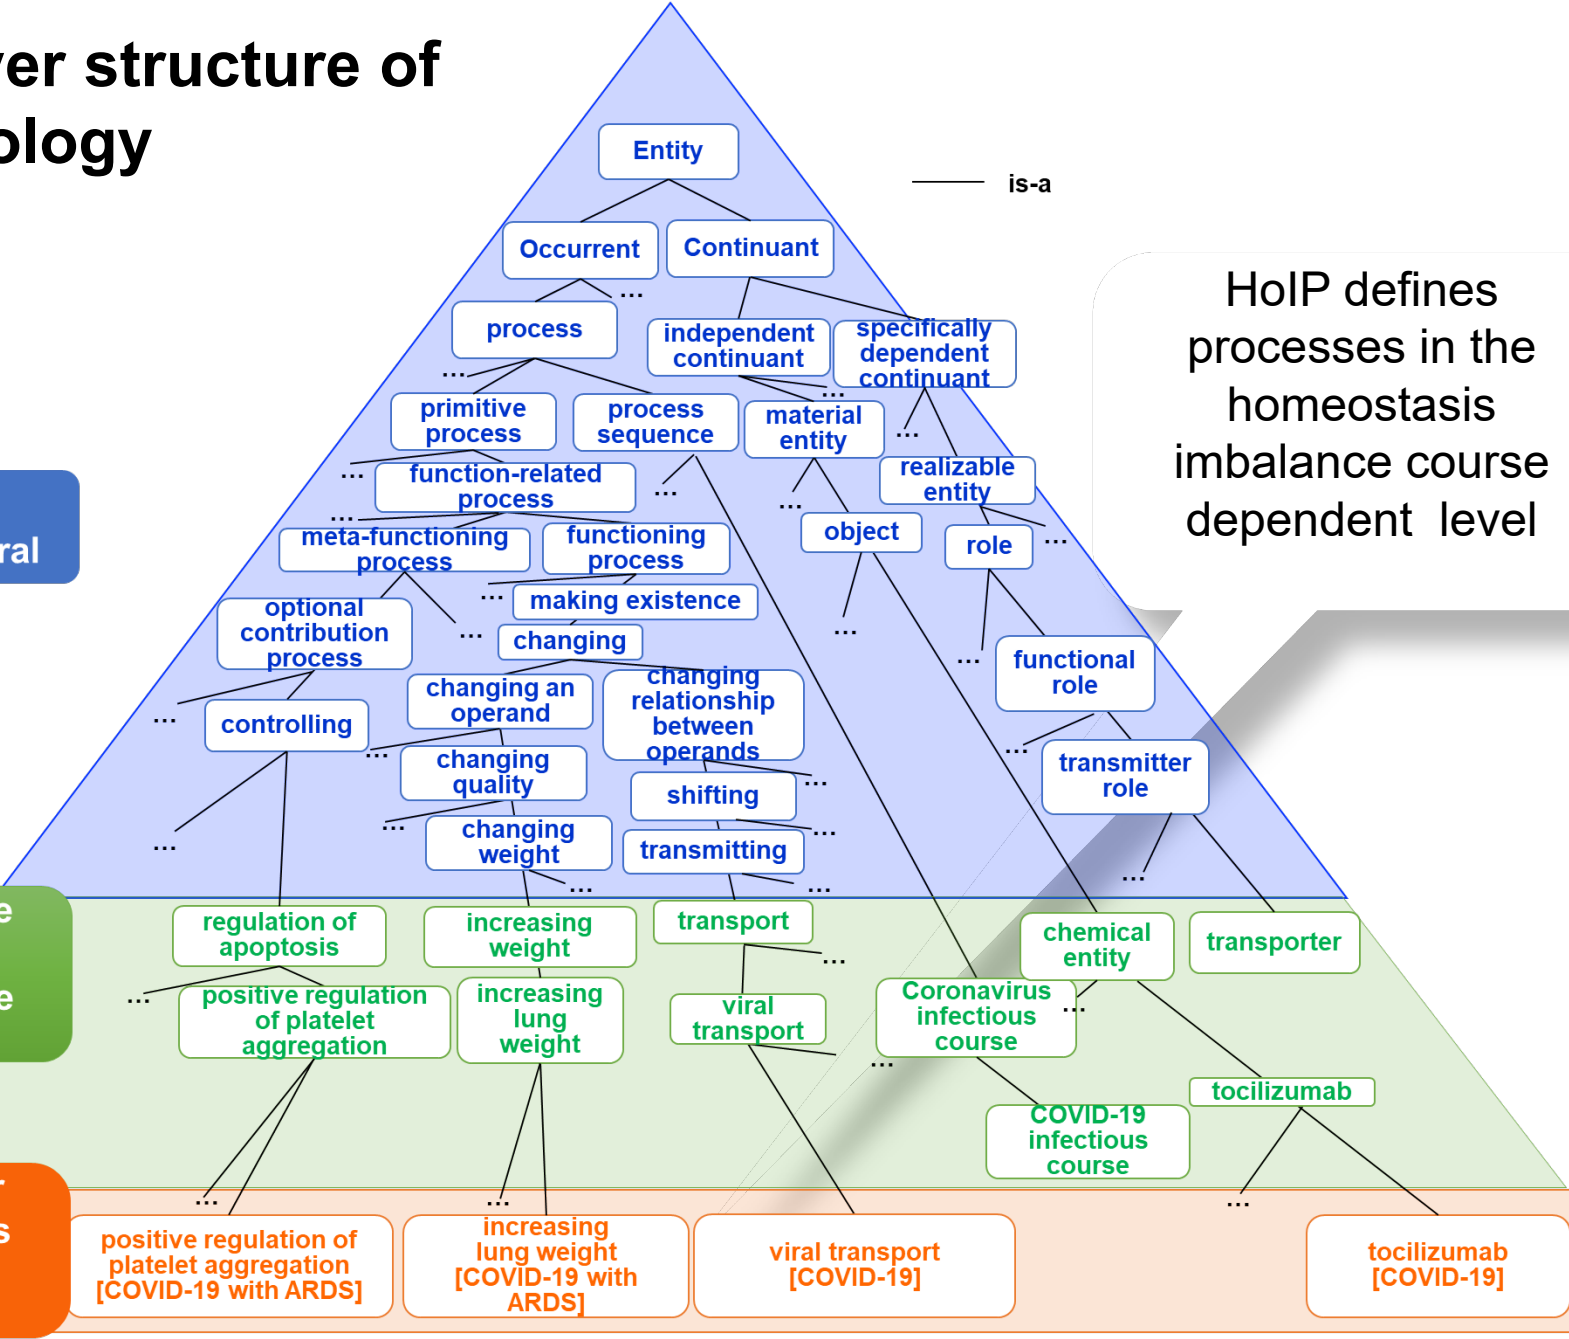 ver structure of
ology
Entity
is-a
Occurrent
Continuant
...
process
independent
continuant
specifically
dependent
continuant
...
...
primitive
process
process
sequence
material
entity
...
...
function-related
process
...
realizable
entity
...
...
meta-functioning
process
functioning
process
object
role
...
...
making existence
optional
contribution
process
...
changing
...
...
functional
role
changing an
operand
changing
relationship
between
operands
...
controlling
...
...
changing
quality
transmitter
role
shifting
...
...
changing
weight
...
transmitting
...
...
...
...
regulation of
apoptosis
increasing
weight
transport
chemical
entity
transporter
...
...
positive regulation
of platelet
aggregation
increasing
lung
weight
viral
transport
Coronavirus
infectious
course
...
...
tocilizumab
COVID-19
infectious
course
...
...
...
positive regulation of
platelet aggregation
[COVID-19 with ARDS]
increasing
lung weight
[COVID-19 with
ARDS]
viral transport
[COVID-19]
tocilizumab
[COVID-19]
HoIP defines
processes in the
homeostasis
imbalance course
dependent level
ral
e
e
r
s